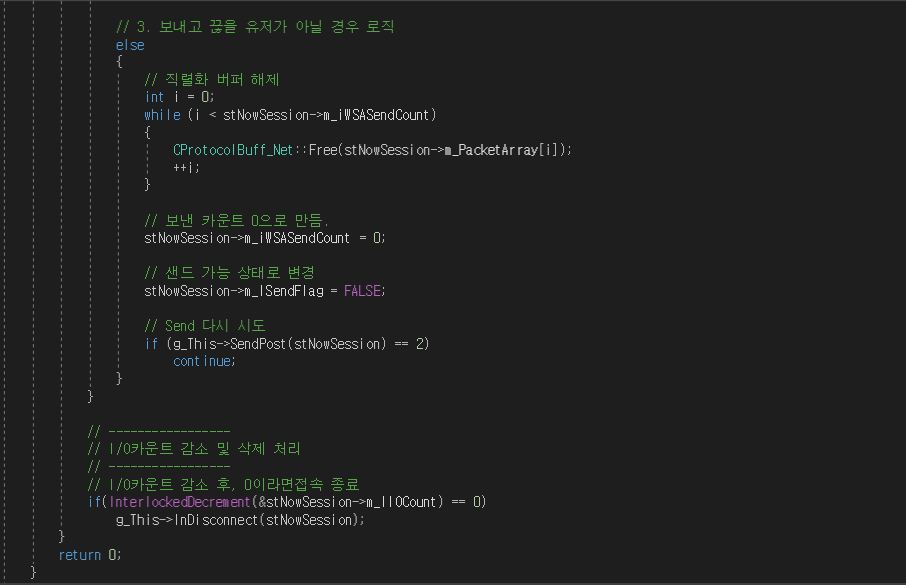 // 3. 보내고 끊을 유저가 아닐 경우 로직
else
{
// 직렬화 버퍼 해제
int i = 0;
while (i < stNowSession->m_iWSASendCount)
{
CProtocolBuff_Net::Free(stNowSession->m_PacketArray[i]);
++i;
}
// 보낸 카운트 0으로 만듬.
stNowSession->m_iWSASendCount = 0;
// 샌드 가능 상태로 변경
stNowSession->m_lSendFlag = FALSE;
// Send 다시 시도
if (g_This->SendPost(stNowSession) == 2)
continue;
}
}
// -----------------
// I/O카운트 감소 및 삭제 처리
// -----------------
// I/O카운트 감소 후, 0이라면접속 종료
if(InterlockedDecrement(&stNowSession->m_lIOCount) == 0)
g_This->InDisconnect(stNowSession);
}
return 0;
}